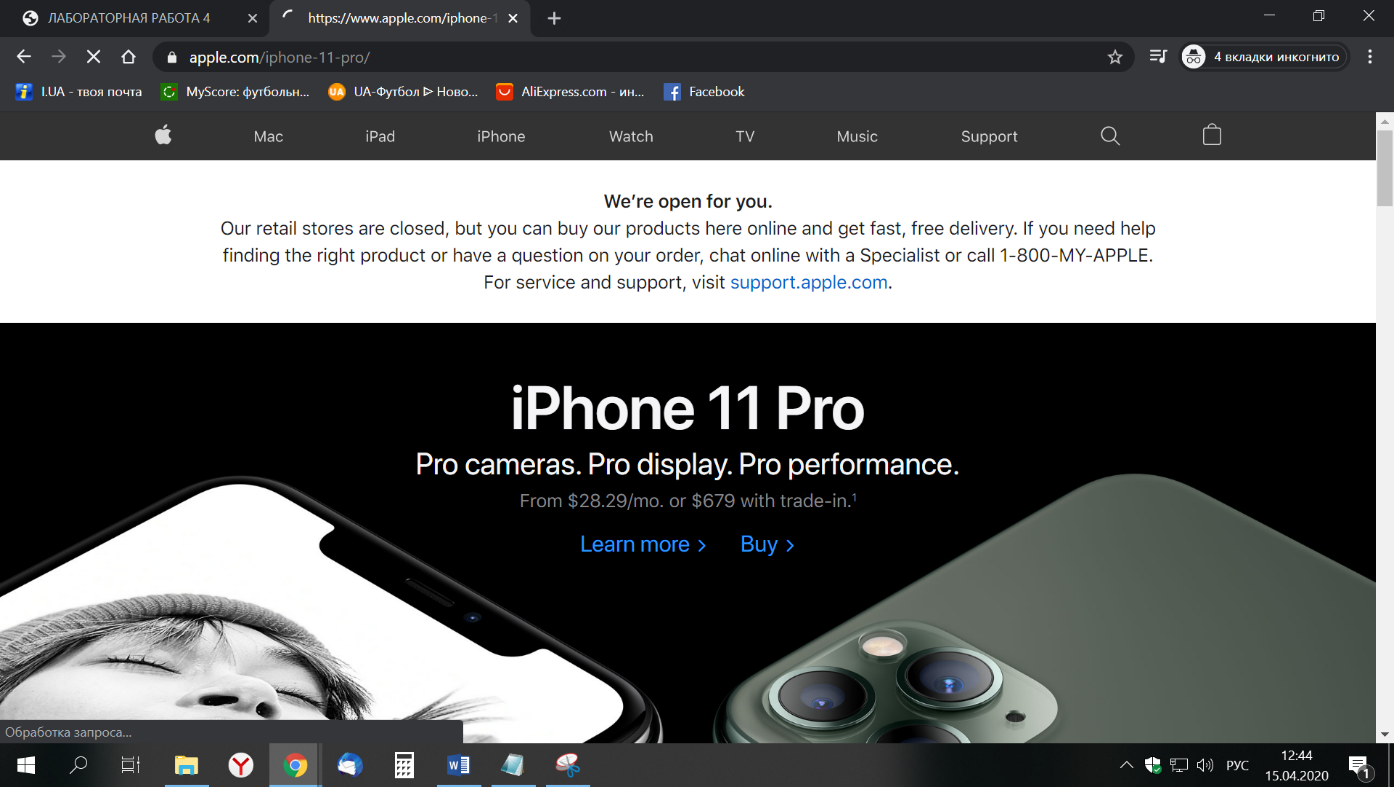 ЛАБОРАТОРНАЯ РАБОТА 4
https://www.apple.com/iphone-1
apple.com/iphone-11-pro/
4 вкладки инкогнито
I.UA - твоя почта
MyScore: футбольн...
UA-Футбол ᐉ Ново...
AliExpress.com - ин...
Facebook
Mac iPad iPhone Watch TV Music Support
We’re open for you.
Our retail stores are closed, but you can buy our products here online and get fast, free delivery. If you need help
finding the right product or have a question on your order, chat online with a Specialist or call 1-800-MY-APPLE.
For service and support, visit support.apple.com.
iPhone 11 Pro
Pro cameras. Pro display. Pro performance.
From $28.29/mo. or $679 with trade-in.¹
Learn more > Buy >
Обработка запроса...
РУС
12:44
15.04.2020
1